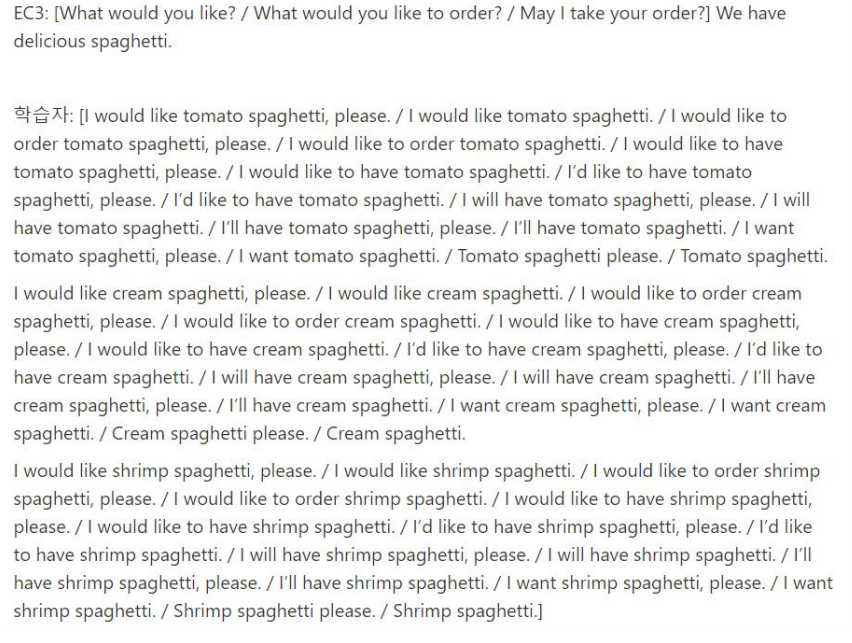 EC3: [What would you like? / What would you like to order? / May I take your order?] We have
delicious spaghetti.
학습자: [I would like tomato spaghetti, please. / I would like tomato spaghetti. / I would like to
order tomato spaghetti, please. / I would like to order tomato spaghetti. / I would like to have
tomato spaghetti, please. / I would like to have tomato spaghetti. / I’d like to have tomato
spaghetti, please. / I’d like to have tomato spaghetti. / I will have tomato spaghetti, please. / I will
have tomato spaghetti. / I’ll have tomato spaghetti, please. / I’ll have tomato spaghetti. / I want
tomato spaghetti, please. / I want tomato spaghetti. / Tomato spaghetti please. / Tomato spaghetti.
I would like cream spaghetti, please. / I would like cream spaghetti. / I would like to order cream
spaghetti, please. / I would like to order cream spaghetti. / I would like to have cream spaghetti,
please. / I would like to have cream spaghetti. / I’d like to have cream spaghetti, please. / I’d like to
have cream spaghetti. / I will have cream spaghetti, please. / I will have cream spaghetti. / I’ll have
cream spaghetti, please. / I’ll have cream spaghetti. / I want cream spaghetti, please. / I want cream
spaghetti. / Cream spaghetti please. / Cream spaghetti.
I would like shrimp spaghetti, please. / I would like shrimp spaghetti. / I would like to order shrimp
spaghetti, please. / I would like to order shrimp spaghetti. / I would like to have shrimp spaghetti,
please. / I would like to have shrimp spaghetti. / I’d like to have shrimp spaghetti, please. / I’d like
to have shrimp spaghetti. / I will have shrimp spaghetti, please. / I will have shrimp spaghetti. / I’ll
have shrimp spaghetti, please. / I’ll have shrimp spaghetti. / I want shrimp spaghetti, please. / I want
shrimp spaghetti. / Shrimp spaghetti please. / Shrimp spaghetti.]